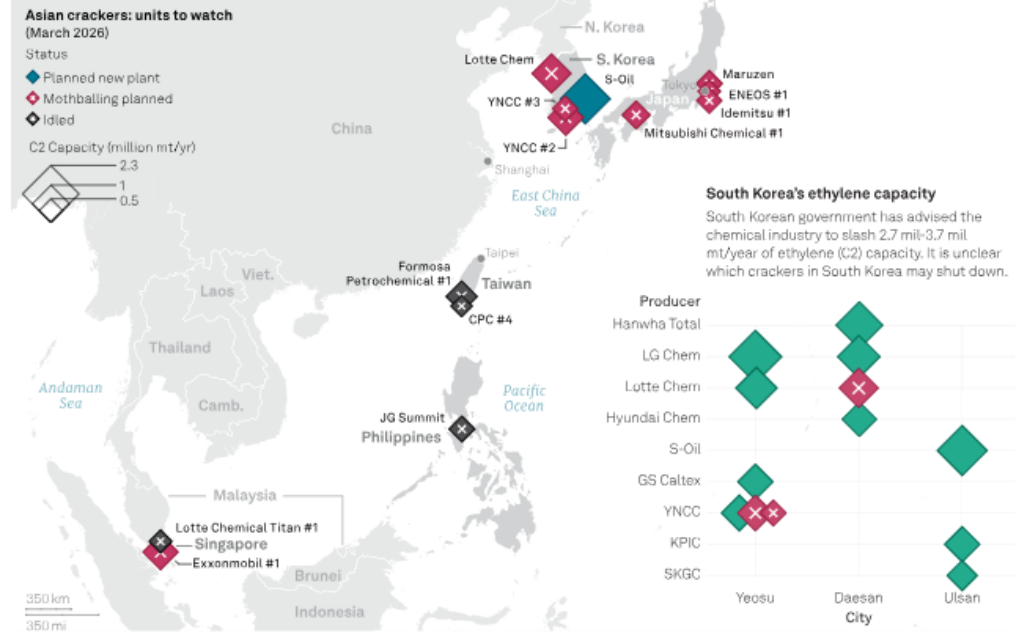 Asian crackers: units to watch
(March 2026)
Status
Planned new plant
Mothballing planned
Idled
C2 Capacity (million mt/yr)
2.3
1
0.5
N. Korea
S. Korea
Lotte Chem
S-Oil
YNCC #3
YNCC #2
Tokyo
Japan
Maruzen
ENEOS #1
Idemitsu #1
Mitsubishi Chemical #1
China
Shanghai
East China
Sea
Taipei
Formosa
Petrochemical #1
Taiwan
CPC #4
Viet.
Laos
Thailand
Camb.
Andaman
Sea
Pacific
Ocean
JG Summit
Philippines
Malaysia
Lotte Chemical Titan #1
Singapore
Exxonmobil #1
Brunei
Indonesia
350 km
350 mi
South Korea's ethylene capacity
South Korean government has advised the
chemical industry to slash 2.7 mil-3.7 mil
mt/year of ethylene (C2) capacity. It is unclear
which crackers in South Korea may shut down.
Producer
Hanwha Total
LG Chem
Lotte Chem
Hyundai Chem
S-Oil
GS Caltex
YNCC
KPIC
SKGC
Yeosu
Daesan
Ulsan
City